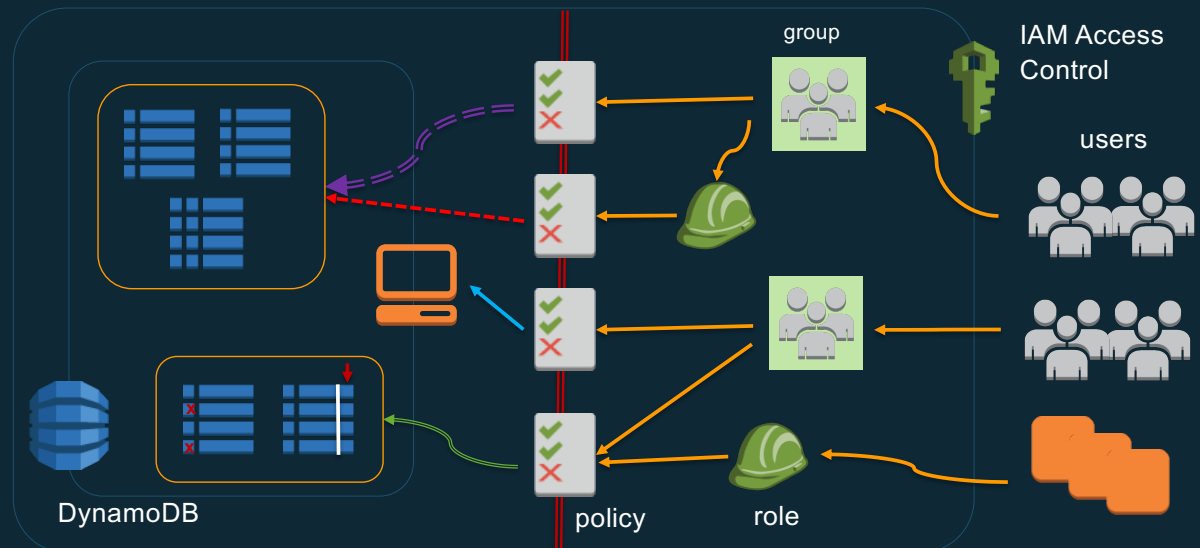 group
IAM Access
Control
users
x
x
DynamoDB
policy
role